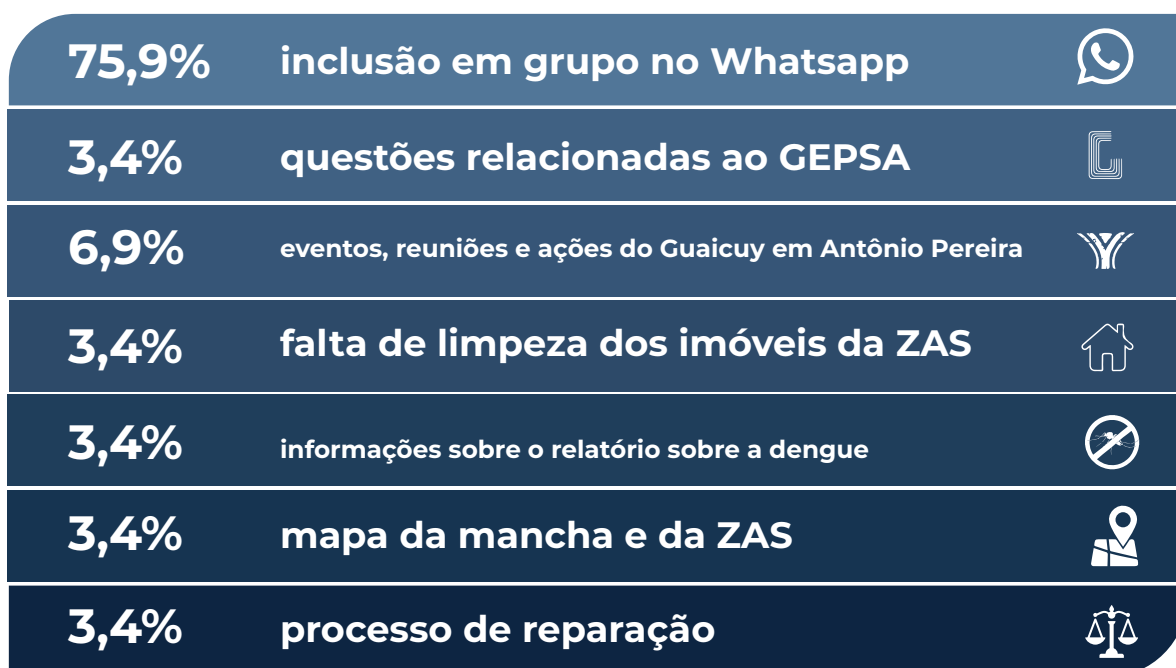 75,9% inclusão em grupo no Whatsapp
3,4% questões relacionadas ao GEPSA
6,9% eventos, reuniões e ações do Guaicuy em Antônio Pereira
3,4% falta de limpeza dos imóveis da ZAS
3,4% informações sobre o relatório sobre a dengue
3,4% mapa da mancha e da ZAS
3,4% processo de reparação